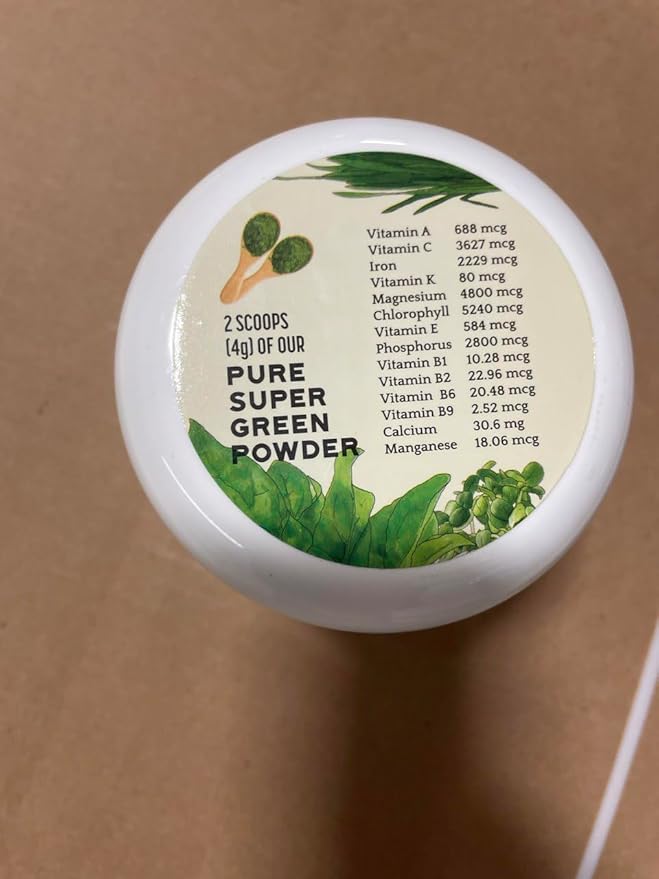 2 SCOOPS
(4g) OF OUR
PURE
SUPER
GREEN
POWDER
Vitamin A 688 mcg
Vitamin C 3627 mcg
Iron 2229 mcg
Vitamin K 80 mcg
Magnesium 4800 mcg
Chlorophyll 5240 mcg
Vitamin E 584 mcg
Phosphorus 2800 mcg
Vitamin B1 10.28 mcg
Vitamin B2 22.96 mcg
Vitamin B6 20.48 mcg
Vitamin B9 2.52 mcg
Calcium 30.6 mg
Manganese 18.06 mcg